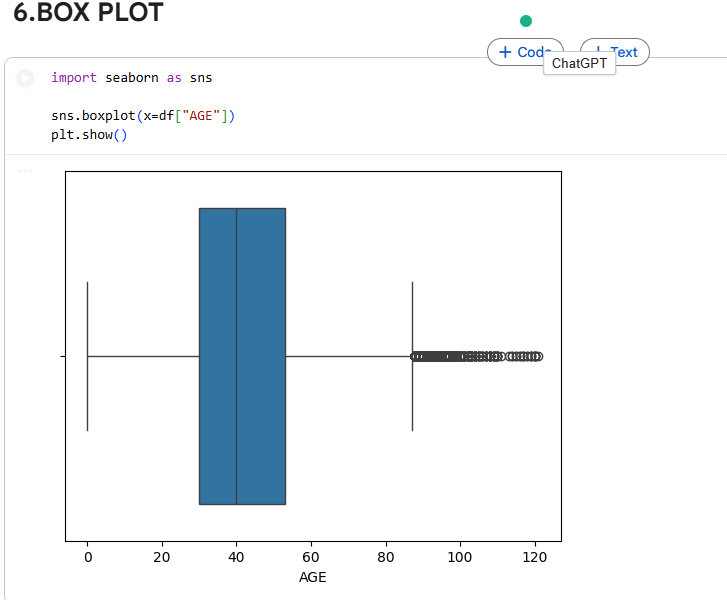 6.BOX PLOT
+ Code
+ Text
ChatGPT
import seaborn as sns
sns.boxplot(x=df["AGE"])
plt.show()
0 20 40 60 80 100 120
AGE